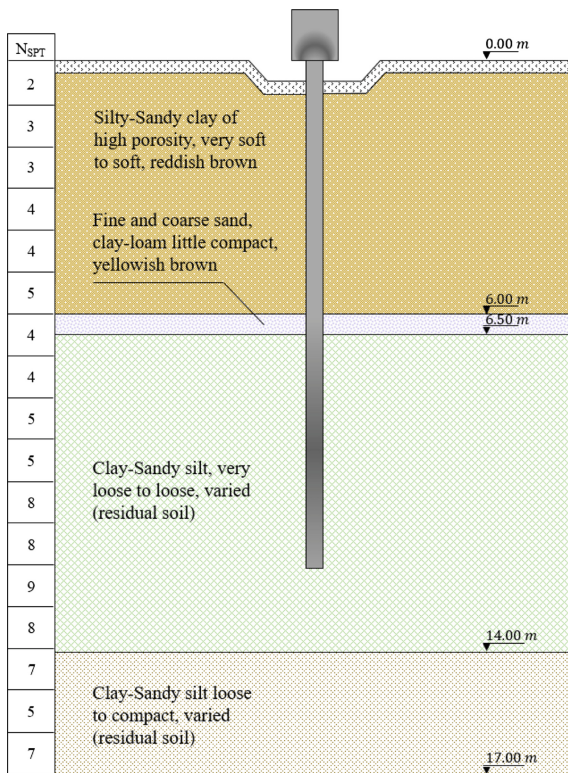 N_SPT
0.00 m
2
3
3
4
4
5
4
4
5
5
8
8
9
8
7
5
7
Silty-Sandy clay of
high porosity, very soft
to soft, reddish brown
Fine and coarse sand,
clay-loam little compact,
yellowish brown
6.00 m
6.50 m
Clay-Sandy silt, very
loose to loose, varied
(residual soil)
14.00 m
Clay-Sandy silt loose
to compact, varied
(residual soil)
17.00 m